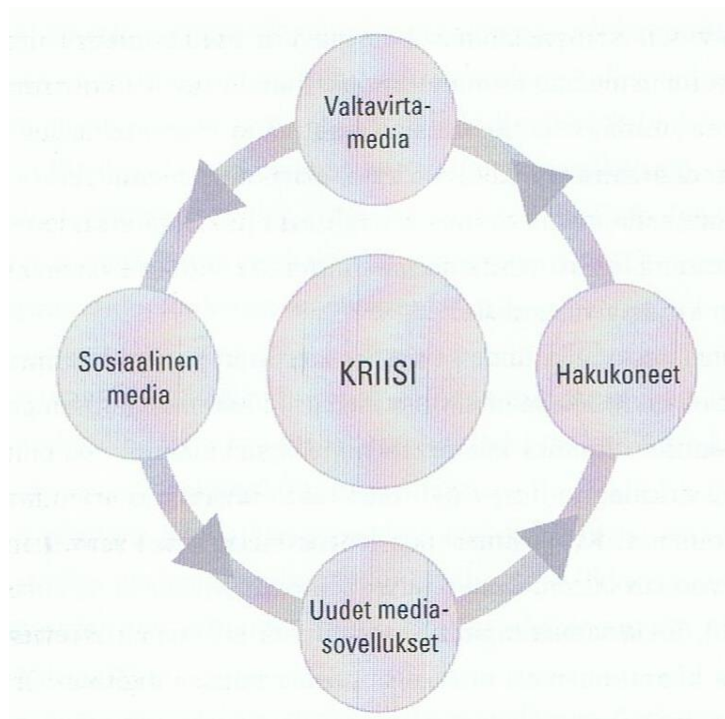 Valtavirta-
media
Sosiaalinen
media
KRIISI
Hakukoneet
Uudet media-
sovellukset